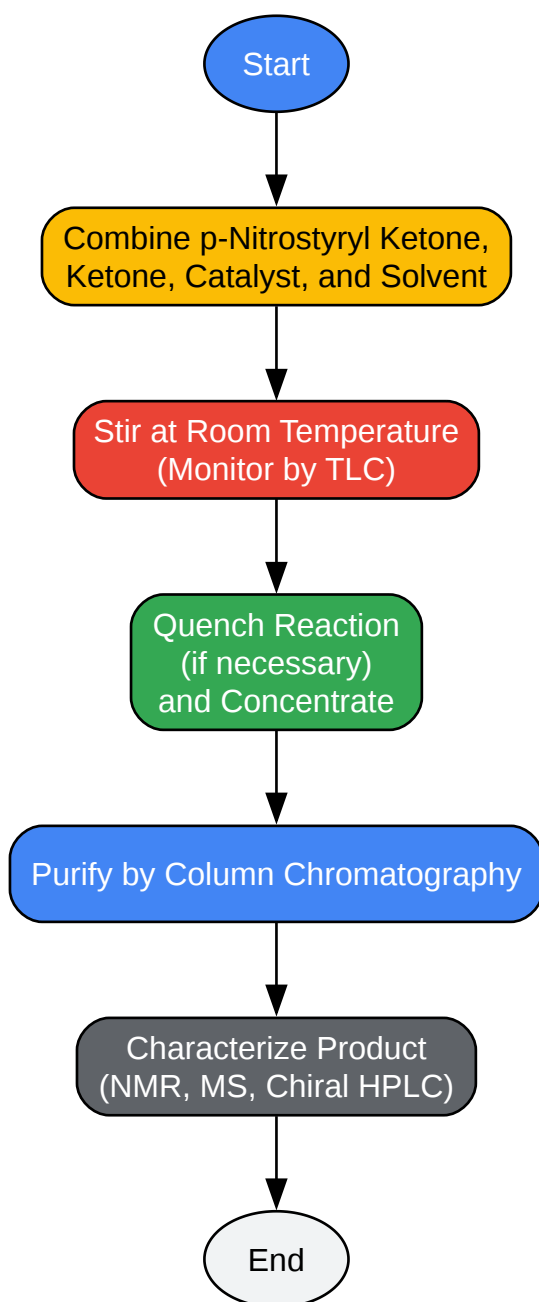 Start
Combine p-Nitrostyryl Ketone,
Ketone, Catalyst, and Solvent
Stir at Room Temperature
(Monitor by TLC)
Quench Reaction
(if necessary)
and Concentrate
Purify by Column Chromatography
Characterize Product
(NMR, MS, Chiral HPLC)
End